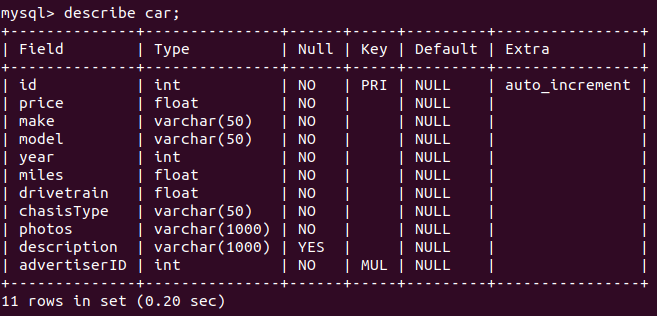 mysql> describe car;
+--------------+---------------+------+-----+---------+----------------+
| Field        | Type          | Null | Key | Default | Extra          |
+--------------+---------------+------+-----+---------+----------------+
| id           | int           | NO   | PRI | NULL    | auto_increment |
| price        | float         | NO   |     | NULL    |                |
| make         | varchar(50)   | NO   |     | NULL    |                |
| model        | varchar(50)   | NO   |     | NULL    |                |
| year         | int           | NO   |     | NULL    |                |
| miles        | float         | NO   |     | NULL    |                |
| drivetrain   | float         | NO   |     | NULL    |                |
| chasisType   | varchar(50)   | NO   |     | NULL    |                |
| photos       | varchar(1000) | NO   |     | NULL    |                |
| description  | varchar(1000) | YES  |     | NULL    |                |
| advertiserID | int           | NO   | MUL | NULL    |                |
+--------------+---------------+------+-----+---------+----------------+
11 rows in set (0.20 sec)